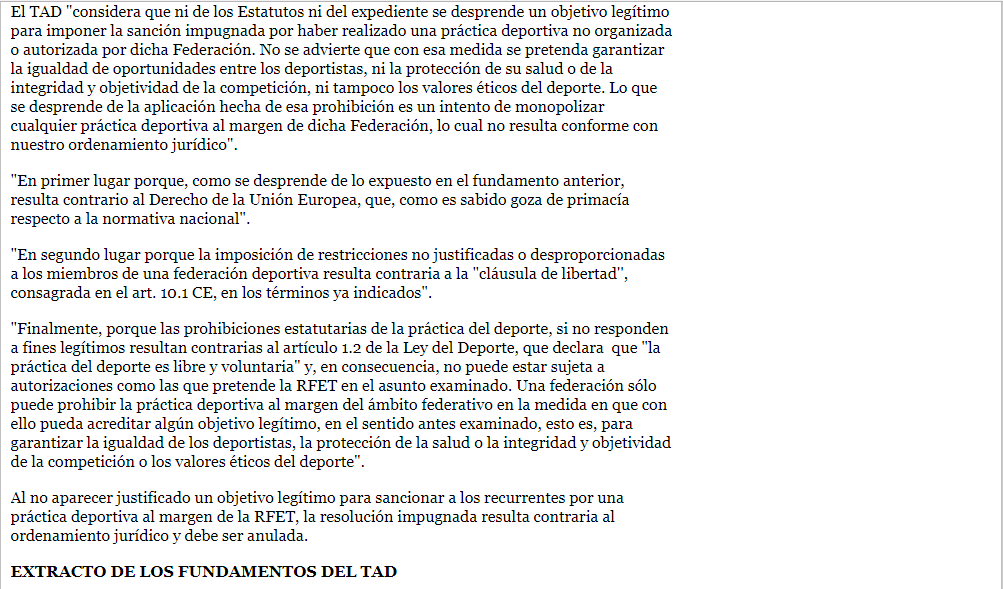 El TAD "considera que ni de los Estatutos ni del expediente se desprende un objetivo legítimo
para imponer la sanción impugnada por haber realizado una práctica deportiva no organizada
o autorizada por dicha Federación. No se advierte que con esa medida se pretenda garantizar
la igualdad de oportunidades entre los deportistas, ni la protección de su salud o de la
integridad y objetividad de la competición, ni tampoco los valores éticos del deporte. Lo que
se desprende de la aplicación hecha de esa prohibición es un intento de monopolizar
cualquier práctica deportiva al margen de dicha Federación, lo cual no resulta conforme con
nuestro ordenamiento jurídico".
"En primer lugar porque, como se desprende de lo expuesto en el fundamento anterior,
resulta contrario al Derecho de la Unión Europea, que, como es sabido goza de primacía
respecto a la normativa nacional".
"En segundo lugar porque la imposición de restricciones no justificadas o desproporcionadas
a los miembros de una federación deportiva resulta contraria a la "cláusula de libertad",
consagrada en el art. 10.1 CE, en los términos ya indicados".
"Finalmente, porque las prohibiciones estatutarias de la práctica del deporte, si no responden
a fines legítimos resultan contrarias al artículo 1.2 de la Ley del Deporte, que declara  que "la
práctica del deporte es libre y voluntaria" y, en consecuencia, no puede estar sujeta a
autorizaciones como las que pretende la RFET en el asunto examinado. Una federación sólo
puede prohibir la práctica deportiva al margen del ámbito federativo en la medida en que con
ello pueda acreditar algún objetivo legítimo, en el sentido antes examinado, esto es, para
garantizar la igualdad de los deportistas, la protección de la salud o la integridad y objetividad
de la competición o los valores éticos del deporte".
Al no aparecer justificado un objetivo legítimo para sancionar a los recurrentes por una
práctica deportiva al margen de la RFET, la resolución impugnada resulta contraria al
ordenamiento jurídico y debe ser anulada.
EXTRACTO DE LOS FUNDAMENTOS DEL TAD